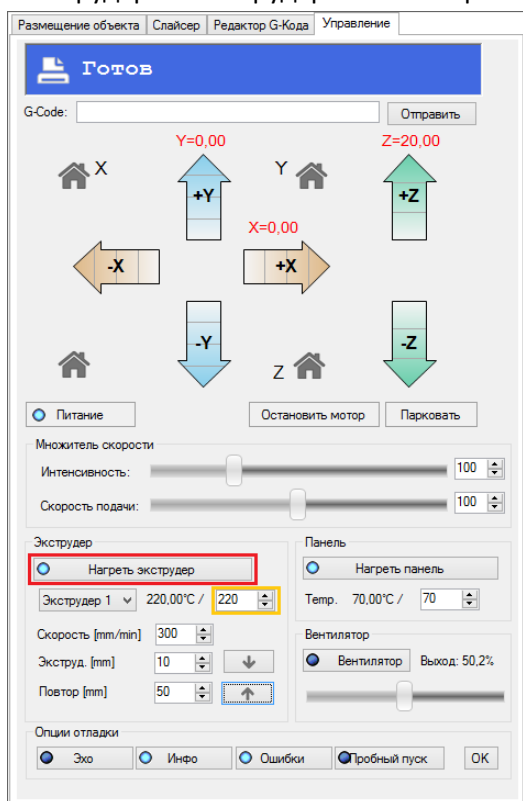 Размещение объекта Слайсер Редактор G-Кода Управление
Готов
G-Code: Отправить
Y=0,00 Z=20,00
X Y
+Y +Z
X=0,00
-X +X
-Y -Z
Z
Питание Остановить мотор Парковать
Множитель скорости
Интенсивность: 100
Скорость подачи: 100
Экструдер Панель
Нагреть экструдер Нагреть панель
Экструдер 1 220,00°C / 220 Temp. 70,00°C / 70
Скорость [mm/min] 300 Вентилятор
Экструд. [mm] 10 Вентилятор Выход: 50,2%
Повтор [mm] 50
Опции отладки
Эхо Инфо Ошибки Пробный пуск OK